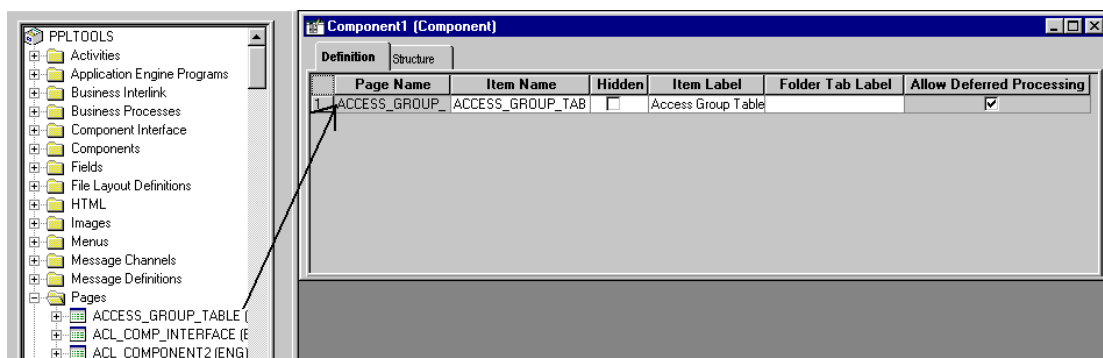 PPLTOOLS
Activities
Application Engine Programs
Business Interlink
Business Processes
Component Interface
Components
Fields
File Layout Definitions
HTML
Images
Menus
Message Channels
Message Definitions
Pages
ACCESS_GROUP_TABLE (
ACL_COMP_INTERFACE (E
ACL_COMPONENT2 (ENG)
Component1 (Component)
Definition Structure
Page Name Item Name Hidden Item Label Folder Tab Label Allow Deferred Processing
1 ACCESS_GROUP_ ACCESS_GROUP_TAB Access Group Table